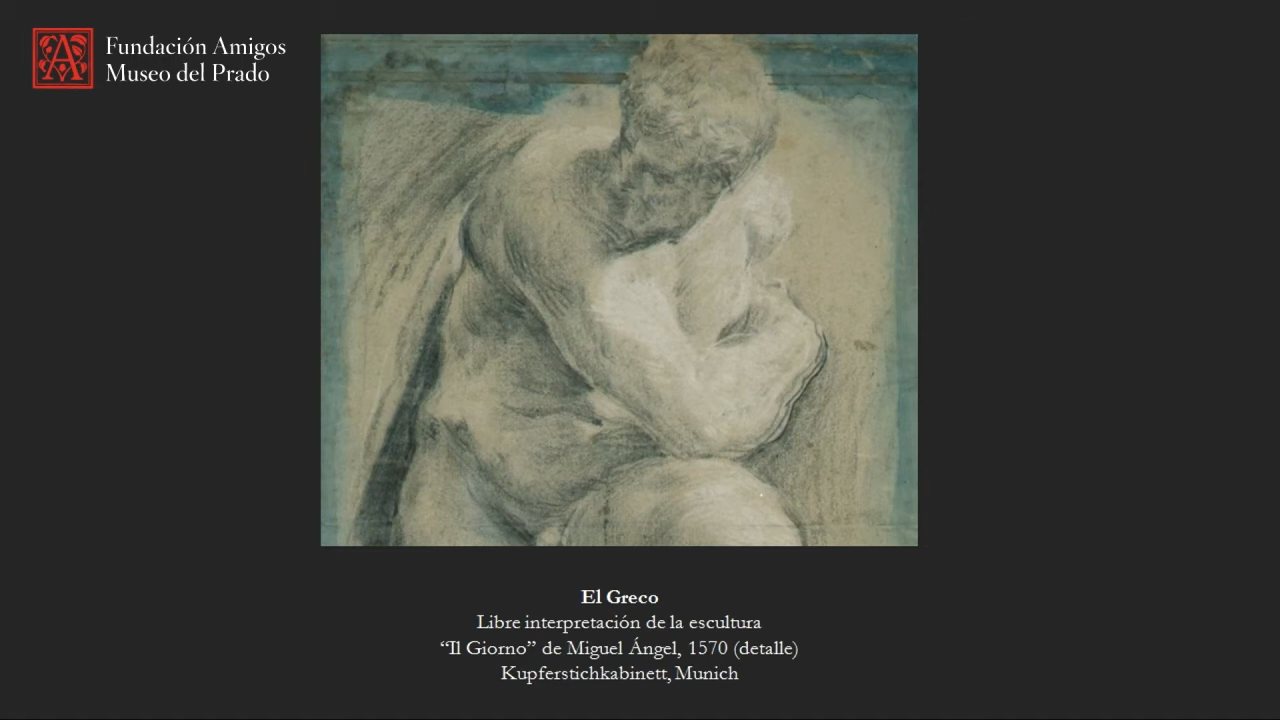 Fundación Amigos
Museo del Prado
El Greco
Libre interpretación de la escultura
“Il Giorno” de Miguel Ángel, 1570 (detalle)
Kupferstichkabinett, Munich